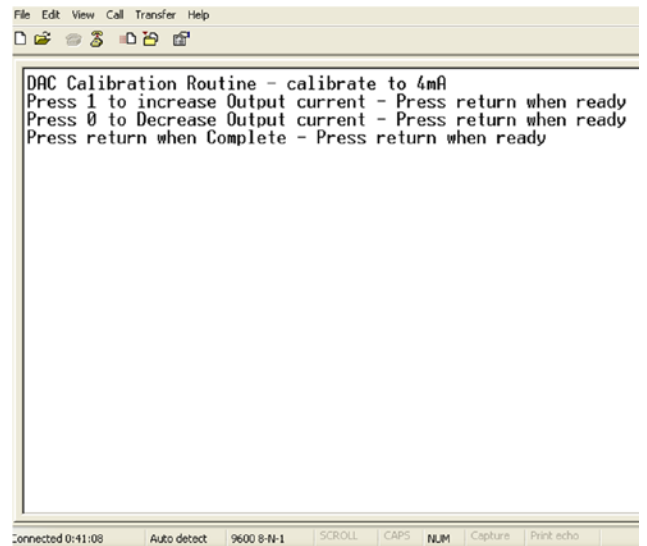 File Edit View Call Transfer Help
DAC Calibration Routine - calibrate to 4mA
Press 1 to increase Output current - Press return when ready
Press 0 to Decrease Output current - Press return when ready
Press return when Complete - Press return when ready
Connected 0:41:08 Auto detect 9600 8-N-1 SCROLL CAPS NUM Capture Print echo